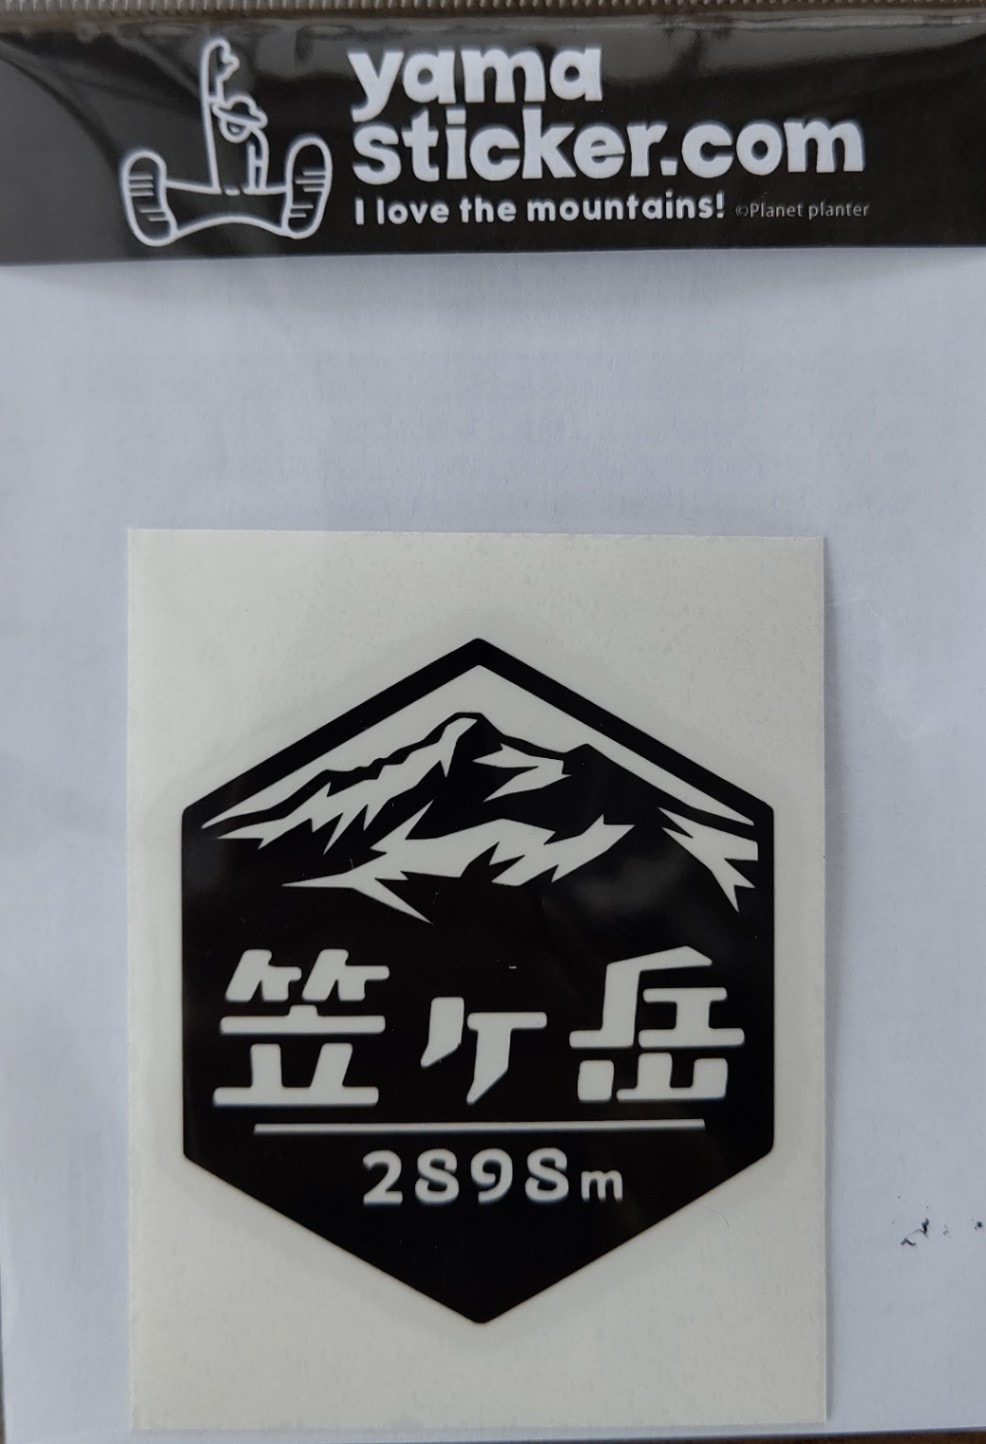 yama
sticker.com
I love the mountains! ©Planet planter
笠ヶ岳
2898m